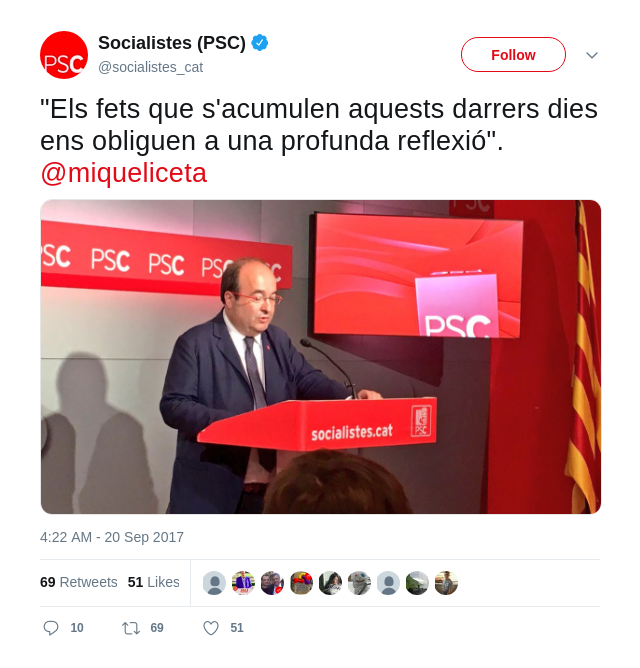 PSC
Socialistes (PSC)
@socialistes_cat
Follow
"Els fets que s'acumulen aquests darrers dies
ens obliguen a una profunda reflexió".
@miqueliceta
PSC
PSC PSC PSC PSC SC
PSC
socialistes.cat
PSC
4:22 AM - 20 Sep 2017
69 Retweets 51 Likes
10 69 51